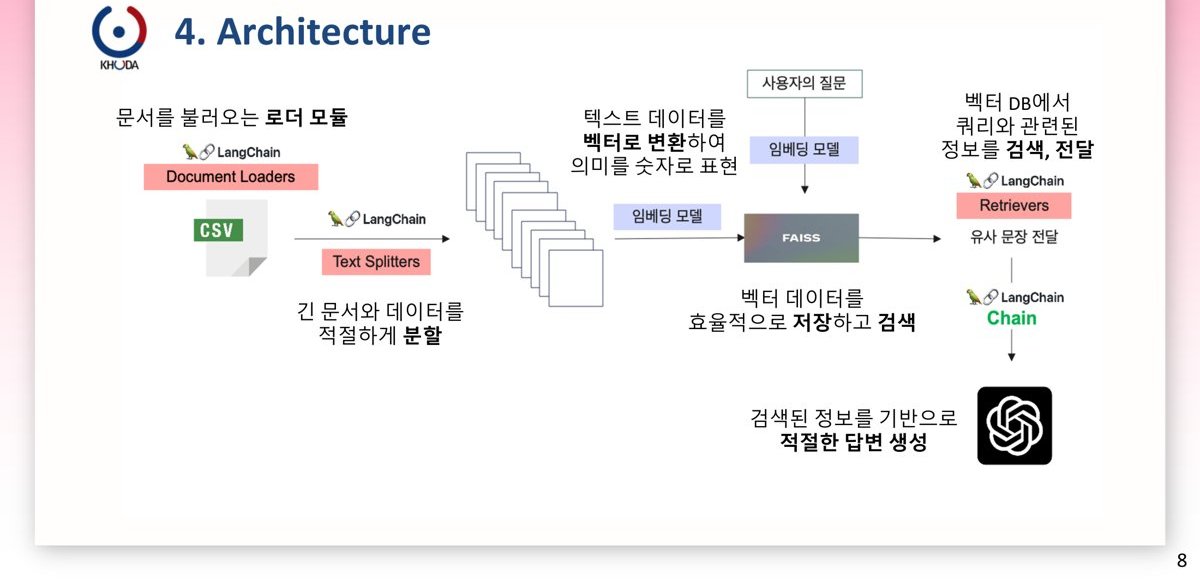 KHUDA
4. Architecture
문서를 불러오는 로더 모듈
LangChain
Document Loaders
CSV
LangChain
Text Splitters
긴 문서와 데이터를
적절하게 분할
텍스트 데이터를
벡터로 변환하여
의미를 숫자로 표현
임베딩 모델
사용자의 질문
임베딩 모델
FAISS
벡터 데이터를
효율적으로 저장하고 검색
벡터 DB에서
쿼리와 관련된
정보를 검색, 전달
LangChain
Retrievers
유사 문장 전달
LangChain
Chain
검색된 정보를 기반으로
적절한 답변 생성
8